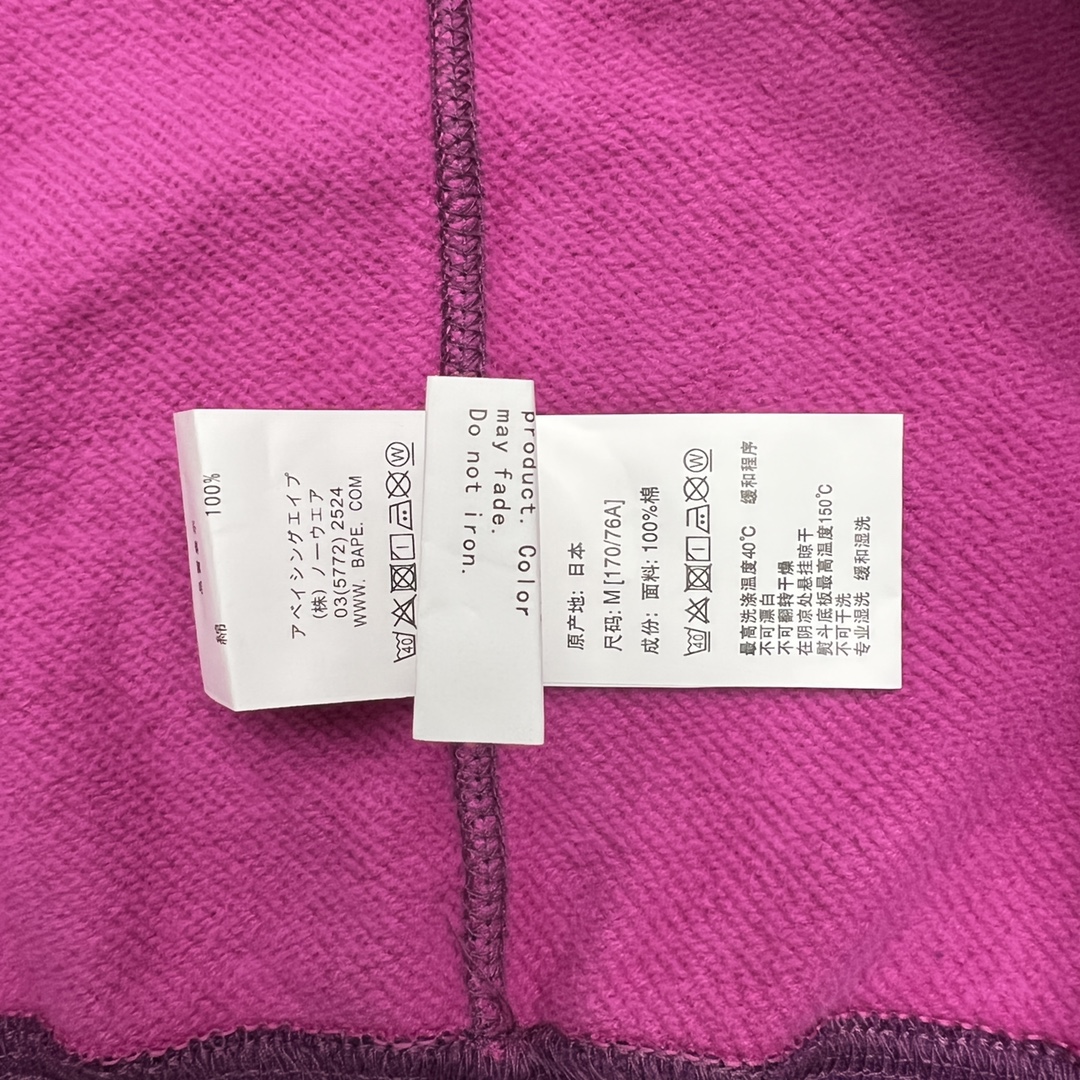 綿
100%
アベイシングエイプ
(株) ノーウェア
03(5772) 2524
WWW. BAPE. COM
40
W
product. Color
may fade.
Do not iron.
原产地: 日本
尺码: M [170/76A]
成份: 面料: 100%棉
40
W
最高洗涤温度40℃ 缓和程序
不可漂白
不可翻转干燥
在阴凉处悬挂晾干
熨斗底板最高温度150℃
不可干洗
专业湿洗 缓和湿洗